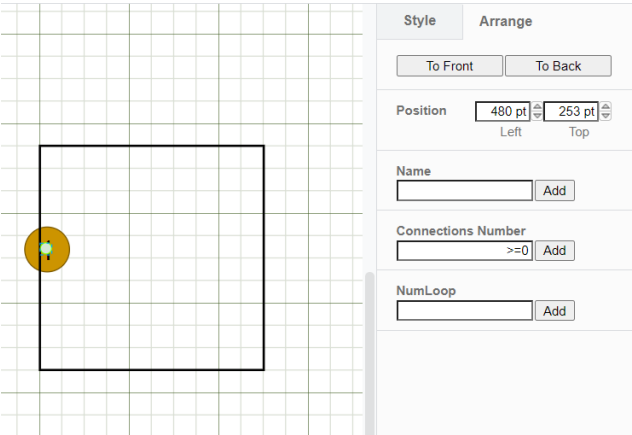 Style Arrange
To Front To Back
Position 480 pt 253 pt
Left Top
Name
Add
Connections Number
>=0 Add
NumLoop
Add